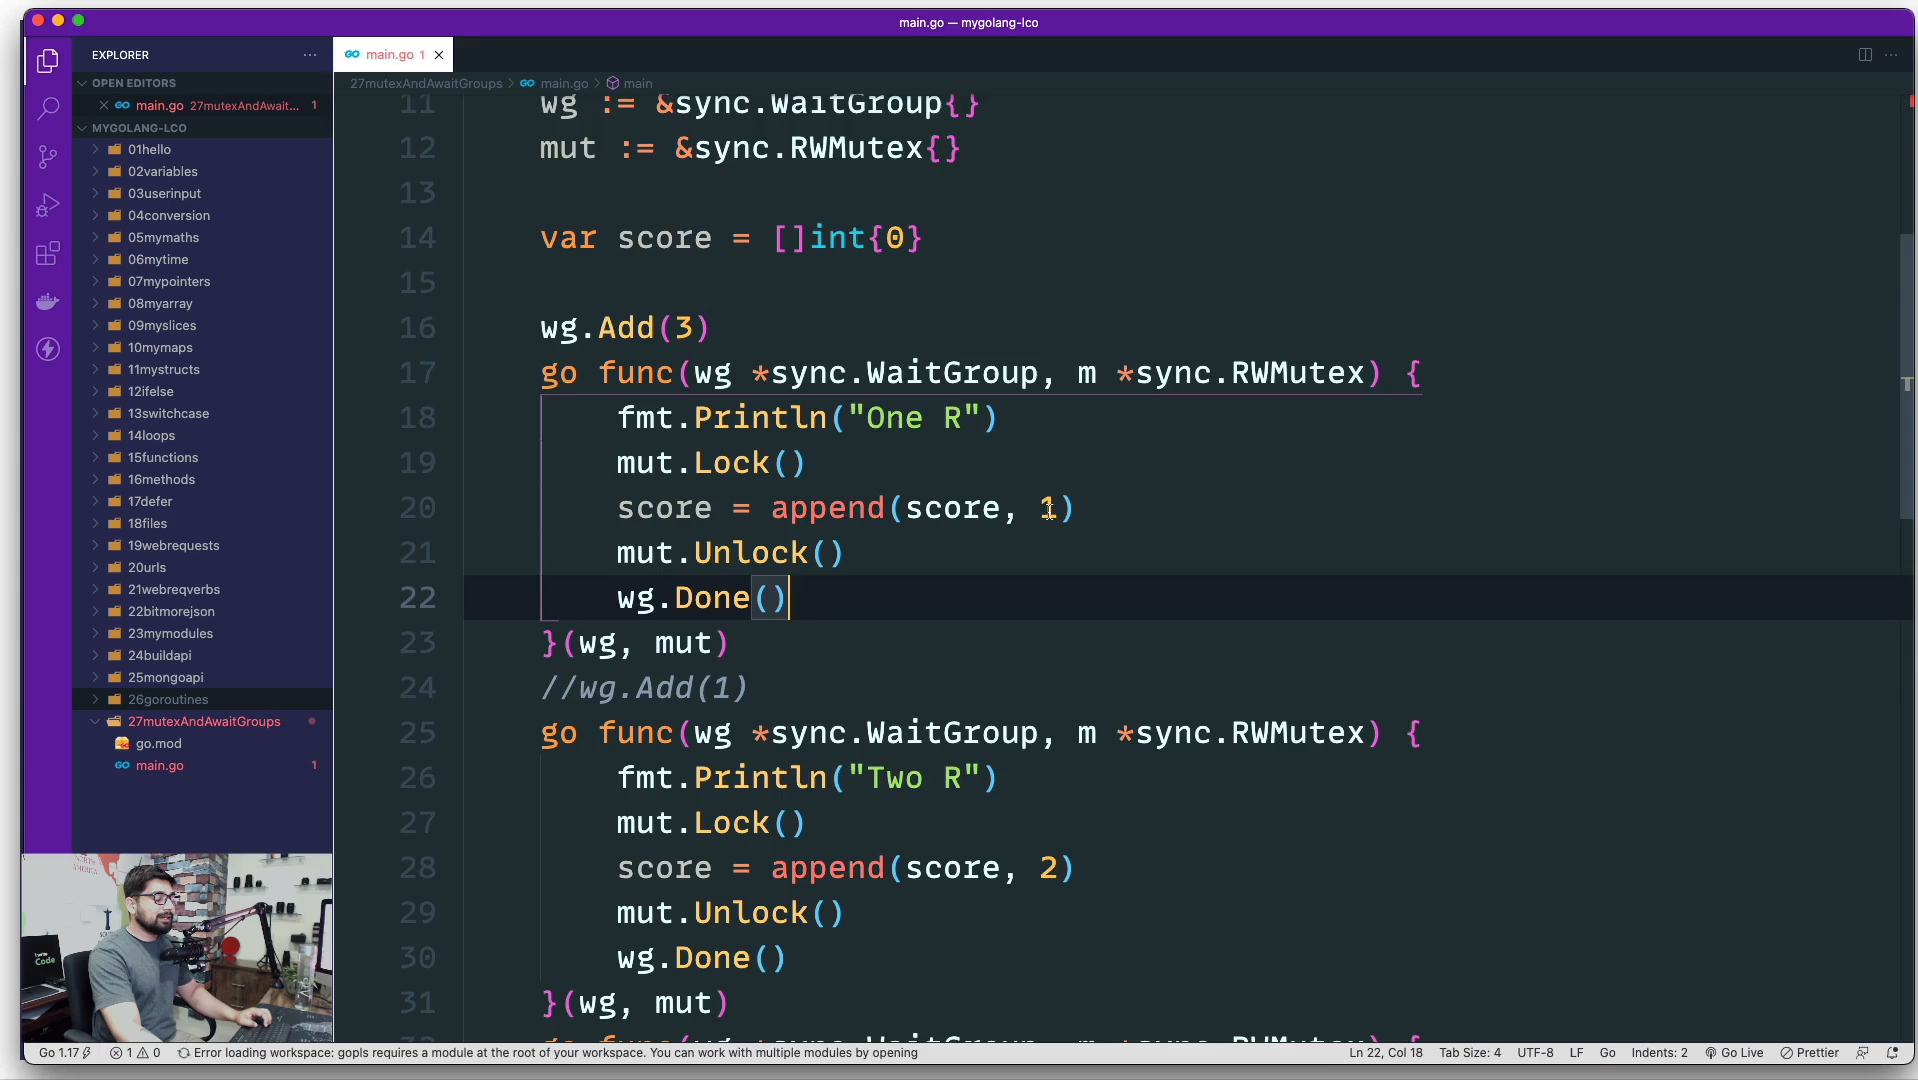 main.go — mygolang-lco
EXPLORER
OPEN EDITORS
main.go 27mutexAndAwait... 1
MYGOLANG-LCO
01hello
02variables
03userinput
04conversion
05mymaths
06mytime
07mypointers
08myarray
09myslices
10mymaps
11mystructs
12ifelse
13switchcase
14loops
15functions
16methods
17defer
18files
19webrequests
20urls
21webreqverbs
22bitmorejson
23mymodules
24buildapi
25mongoapi
26goroutines
27mutexAndAwaitGroups
go.mod
main.go 1
main.go 1
27mutexAndAwaitGroups > main.go > main
11 wg := &sync.WaitGroup{}
12 mut := &sync.RWMutex{}
13
14 var score = []int{0}
15
16 wg.Add(3)
17 go func(wg *sync.WaitGroup, m *sync.RWMutex) {
18 fmt.Println("One R")
19 mut.Lock()
20 score = append(score, 1)
21 mut.Unlock()
22 wg.Done()
23 }(wg, mut)
24 //wg.Add(1)
25 go func(wg *sync.WaitGroup, m *sync.RWMutex) {
26 fmt.Println("Two R")
27 mut.Lock()
28 score = append(score, 2)
29 mut.Unlock()
30 wg.Done()
31 }(wg, mut)
32 go func(wg *sync.WaitGroup, m *sync.RWMutex) {
Go 1.17 1 0 Error loading workspace: gopls requires a module at the root of your workspace. You can work with multiple modules by opening
Ln 22, Col 18 Tab Size: 4 UTF-8 LF Go Indents: 2 Go Live Prettier